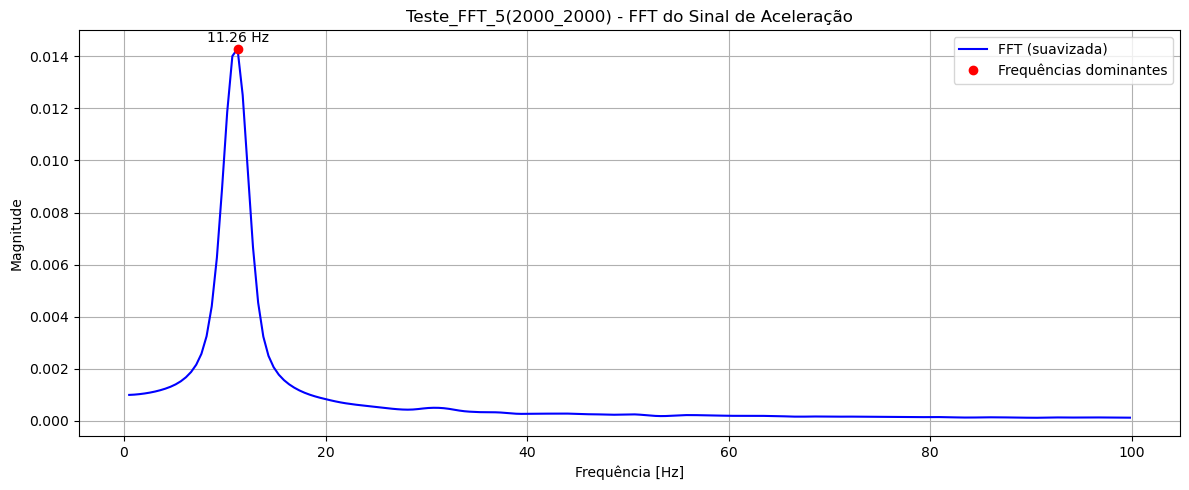 Teste_FFT_5(2000_2000) - FFT do Sinal de Aceleração
11.26 Hz
FFT (suavizada)
Frequências dominantes
Magnitude
0.014
0.012
0.010
0.008
0.006
0.004
0.002
0.000
0 20 40 60 80 100
Frequência [Hz]